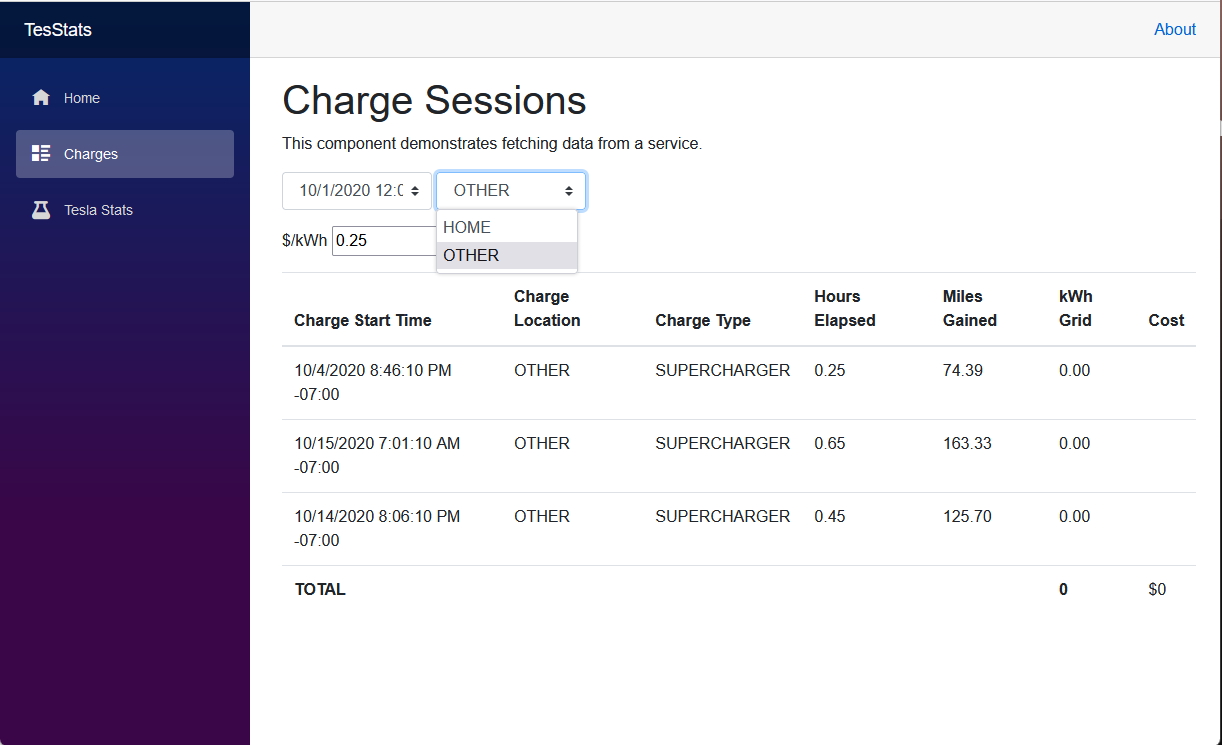 TesStats
About
Home
Charges
Tesla Stats
Charge Sessions
This component demonstrates fetching data from a service.
10/1/2020 12:0
OTHER
HOME
OTHER
$/kWh 0.25
Charge Start Time Charge Location Charge Type Hours Elapsed Miles Gained kWh Grid Cost
10/4/2020 8:46:10 PM -07:00 OTHER SUPERCHARGER 0.25 74.39 0.00
10/15/2020 7:01:10 AM -07:00 OTHER SUPERCHARGER 0.65 163.33 0.00
10/14/2020 8:06:10 PM -07:00 OTHER SUPERCHARGER 0.45 125.70 0.00
TOTAL 0 $0